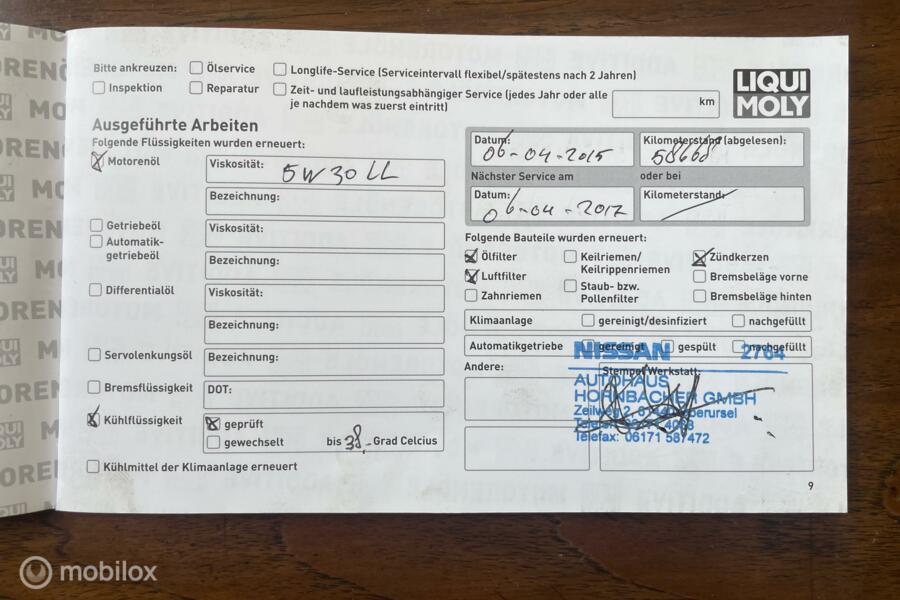 Bitte ankreuzen: Ölservice Longlife-Service (Serviceintervall flexibel/spätestens nach 2 Jahren)
Inspektion Reparatur Zeit- und laufleistungsabhängiger Service (jedes Jahr oder alle
je nachdem was zuerst eintritt) km
LIQUI
MOLY
Ausgeführte Arbeiten
Folgende Flüssigkeiten wurden erneuert:
Motorenöl Viskosität: 5W30 LL
Bezeichnung:
Getriebeöl Viskosität:
Automatik-
getriebeöl Bezeichnung:
Differentialöl Viskosität:
Bezeichnung:
Servolenkungsöl Bezeichnung:
Bremsflüssigkeit DOT:
Kühlflüssigkeit geprüft
gewechselt bis 38 Grad Celcius
Kühlmittel der Klimaanlage erneuert
Datum: 06-04-2015 Kilometerstand (abgelesen):
Nächster Service am oder bei
Datum: 06-04-2017 Kilometerstand:
Folgende Bauteile wurden erneuert:
Ölfilter Keilriemen/ Zündkerzen
Keilrippenriemen
Luftfilter Bremsbeläge vorne
Staub- bzw.
Zahnriemen Pollenfilter Bremsbeläge hinten
Klimaanlage gereinigt/desinfiziert nachgefüllt
Automatikgetriebe gereinigt gespült nachgefüllt
Andere: Stempel Werkstatt:
NISSAN 2704
AUTOHAUS
HORNBACHER GMBH
Zeilweg 2,
Telefax: 06171 587472
9
mobilox